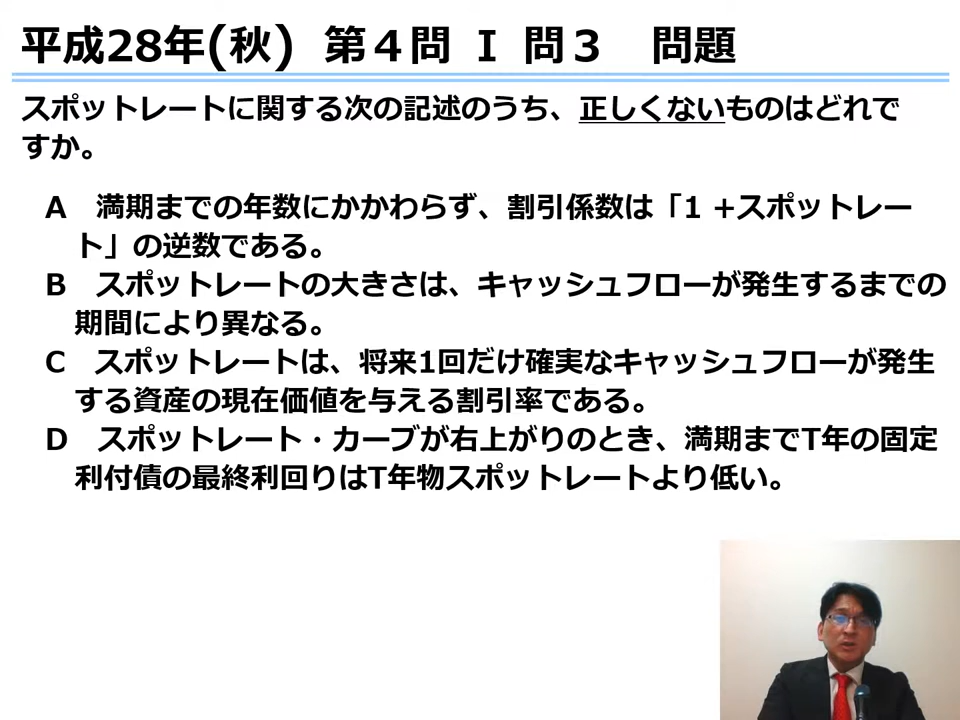 平成28年(秋) 第４問 Ⅰ 問３　問題
スポットレートに関する次の記述のうち、正しくないものはどれで
すか。
A　満期までの年数にかかわらず、割引係数は「1 +スポットレー
ト」の逆数である。
B　スポットレートの大きさは、キャッシュフローが発生するまでの
期間により異なる。
C　スポットレートは、将来1回だけ確実なキャッシュフローが発生
する資産の現在価値を与える割引率である。
D　スポットレート・カーブが右上がりのとき、満期までT年の固定
利付債の最終利回りはT年物スポットレートより低い。